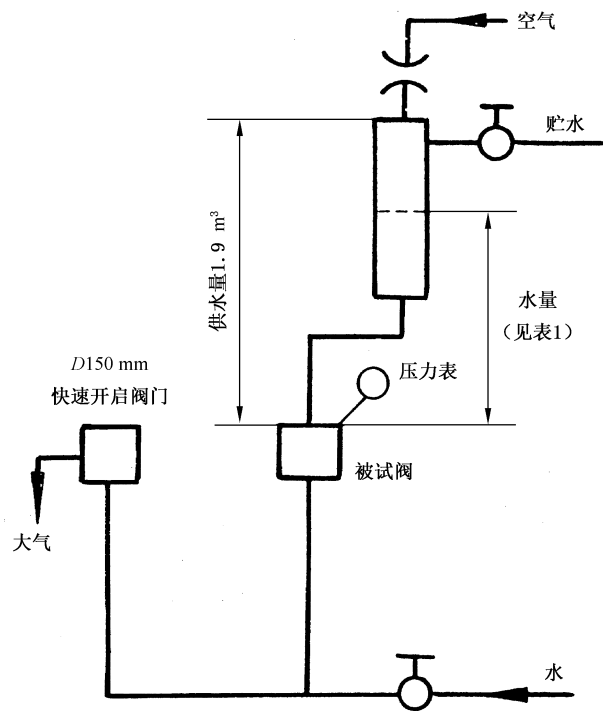 空气
贮水
供水量1.9 m³
水量
（见表1）
D150 mm
快速开启阀门
压力表
被试阀
大气
水